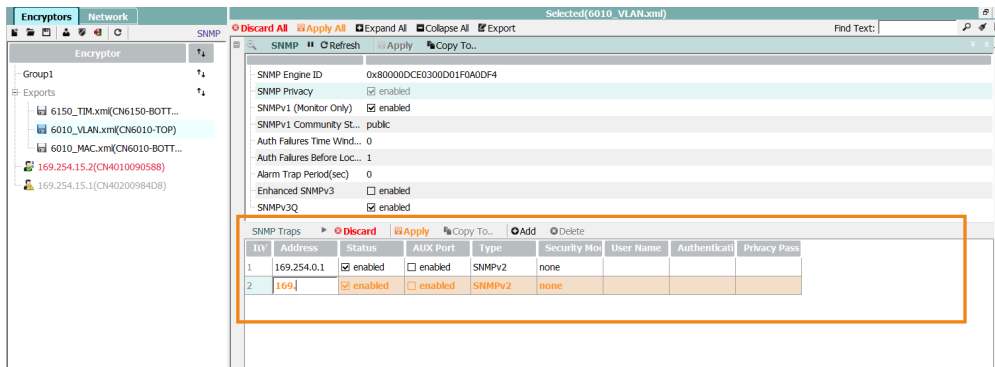 Encryptors Network
SNMP
Encryptor
Group1
Exports
6150_TIM.xml(CN6150-BOTT...
6010_VLAN.xml(CN6010-TOP)
6010_MAC.xml(CN6010-BOTT...
169.254.15.2(CN4010090588)
169.254.15.1(CN40200984D8)
Selected(6010_VLAN.xml)
Discard All Apply All Expand All Collapse All Export Find Text:
SNMP Refresh Apply Copy To..
SNMP Engine ID 0x80000DCE0300D01F0A0DF4
SNMP Privacy enabled
SNMPv1 (Monitor Only) enabled
SNMPv1 Community St... public
Auth Failures Time Wind... 0
Auth Failures Before Loc... 1
Alarm Trap Period(sec) 0
Enhanced SNMPv3 enabled
SNMPv3Q enabled
SNMP Traps Discard Apply Copy To.. Add Delete
Address Status AUX Port Type Security Mo User Name Authenticati Privacy Pass
1 169.254.0.1 enabled enabled SNMPv2 none
2 169. enabled enabled SNMPv2 none